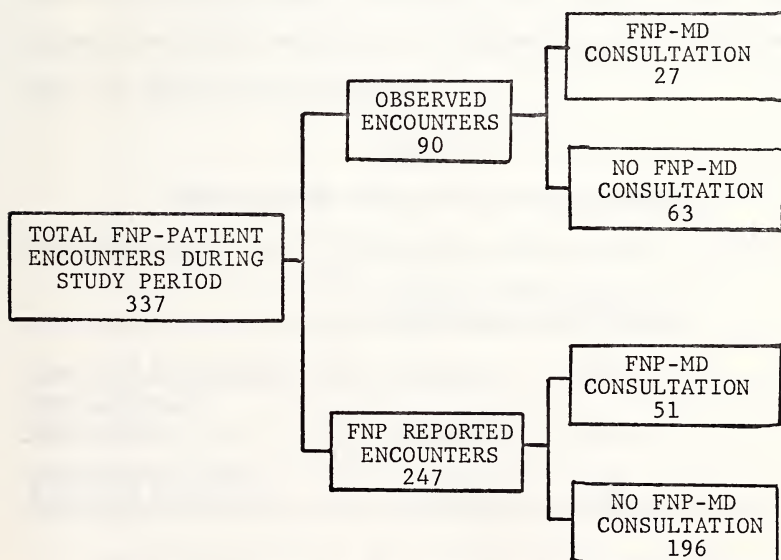 FNP-MD
CONSULTATION
27
OBSERVED
ENCOUNTERS
90
NO FNP-MD
CONSULTATION
63
TOTAL FNP-PATIENT
ENCOUNTERS DURING
STUDY PERIOD
337
FNP-MD
CONSULTATION
51
FNP REPORTED
ENCOUNTERS
247
NO FNP-MD
CONSULTATION
196